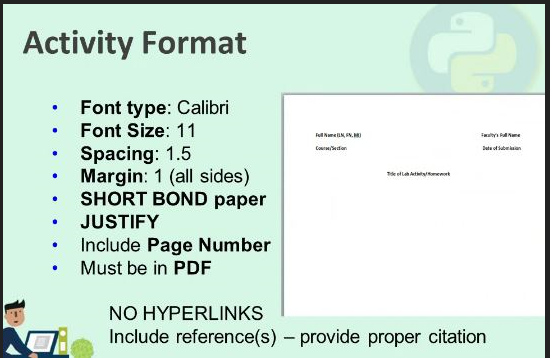 Activity Format
• Font type: Calibri
• Font Size: 11
• Spacing: 1.5
• Margin: 1 (all sides)
• SHORT BOND paper
• JUSTIFY
• Include Page Number
• Must be in PDF
Full Name (LN, FN, MI) Faculty's Full Name
Course/Section Date of Submission
Title of Lab Activity/Homework
NO HYPERLINKS
Include reference(s) – provide proper citation